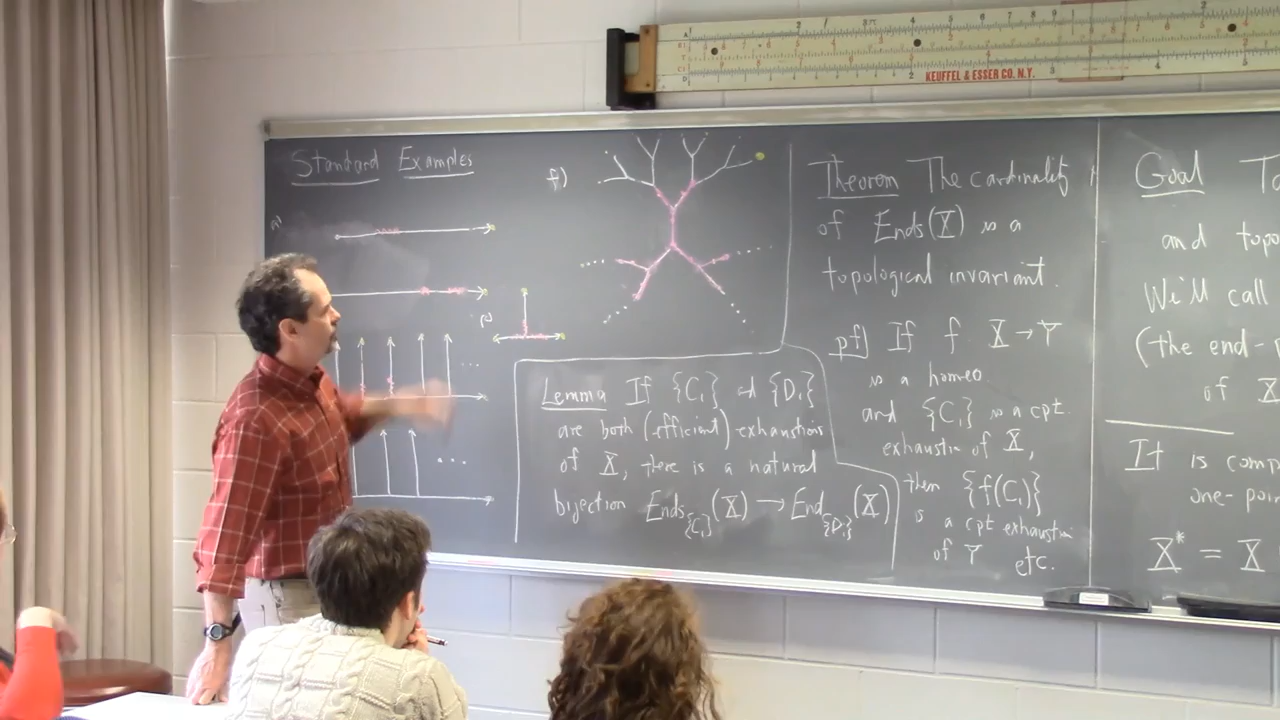 KEUFFEL & ESSER CO. N.Y.
Standard Examples
a)
f)
Lemma If {Ci} and {Di}
are both (efficient) exhaustions
of X, there is a natural
bijection Ends{Ci}(X) → End{Di}(X)
Theorem The cardinality
of Ends(X) is a
topological invariant.
pf) If f X → Y
is a homeo
and {Ci} is a cpt.
exhaustion of X,
then {f(Ci)}
is a cpt exhaustion
of Y etc.
Goal
and topo
We'll call
(the end-
of X
It is comp
one-poin
X* = X